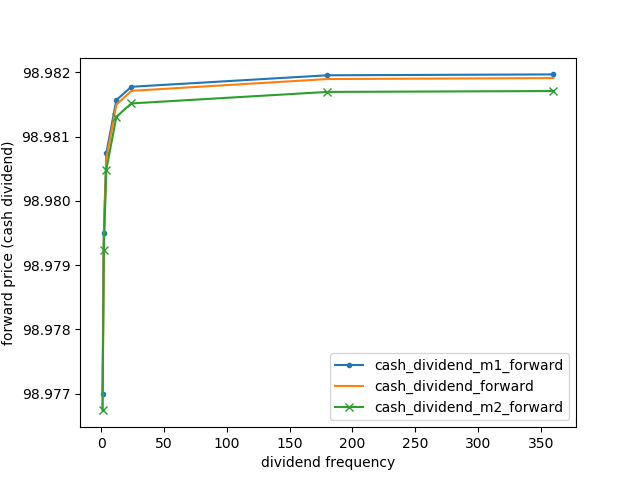 98.982
98.981
98.980
98.979
98.978
98.977
forward price (cash dividend)
0 50 100 150 200 250 300 350
dividend frequency
cash_dividend_m1_forward
cash_dividend_forward
cash_dividend_m2_forward